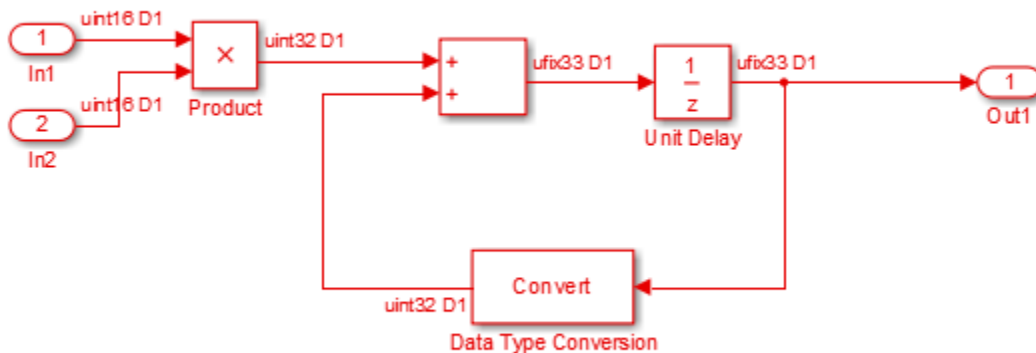 uint16 D1
1
In1
×
Product
uint32 D1
uint16 D1
2
In2
+
+
ufix33 D1
1
z
Unit Delay
ufix33 D1
1
Out1
uint32 D1
Convert
Data Type Conversion